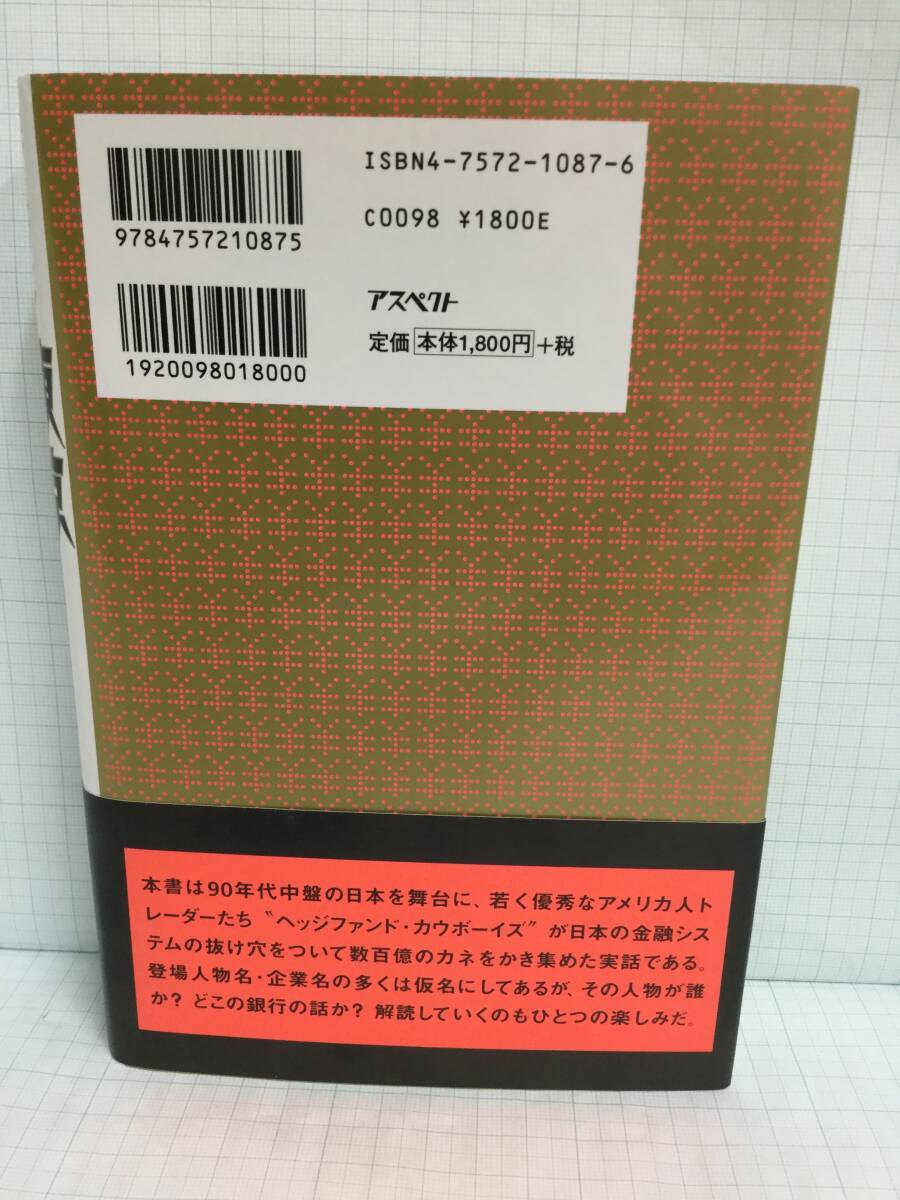 ISBN4-7572-1087-6
9784757210875
C0098 ¥1800E
アスペクト
定価 本体1,800円 +税
1920098018000
本書は90年代中盤の日本を舞台に、若く優秀なアメリカ人ト
レーダーたち〝ヘッジファンド・カウボーイズ〟が日本の金融シス
テムの抜け穴をついて数百億のカネをかき集めた実話である。
登場人物名・企業名の多くは仮名にしてあるが、その人物が誰
か? どこの銀行の話か? 解読していくのもひとつの楽しみだ。